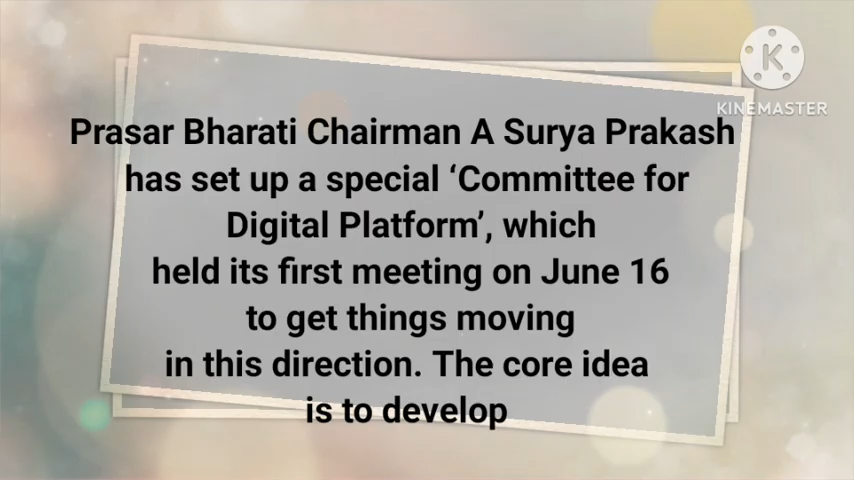 KINEMASTER
Prasar Bharati Chairman A Surya Prakash
has set up a special ‘Committee for
Digital Platform’, which
held its first meeting on June 16
to get things moving
in this direction. The core idea
is to develop